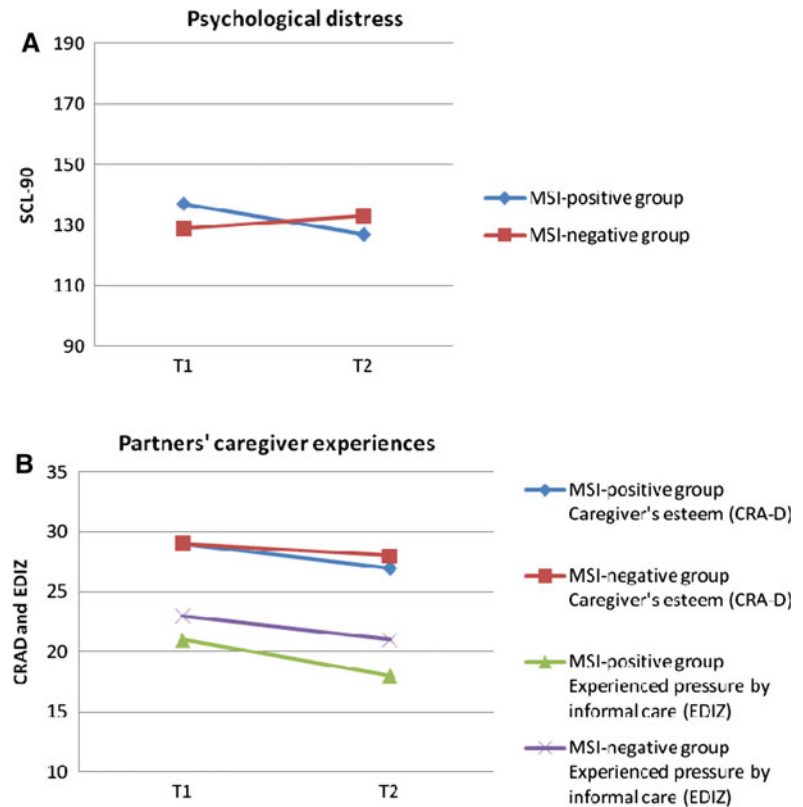 Psychological distress
A
190
170
150
130
110
90
SCL-90
T1
T2
MSI-positive group
MSI-negative group
Partners' caregiver experiences
B
35
30
25
20
15
10
CRAD and EDIZ
T1
T2
MSI-positive group
Caregiver's esteem (CRA-D)
MSI-negative group
Caregiver's esteem (CRA-D)
MSI-positive group
Experienced pressure by
informal care (EDIZ)
MSI-negative group
Experienced pressure by
informal care (EDIZ)